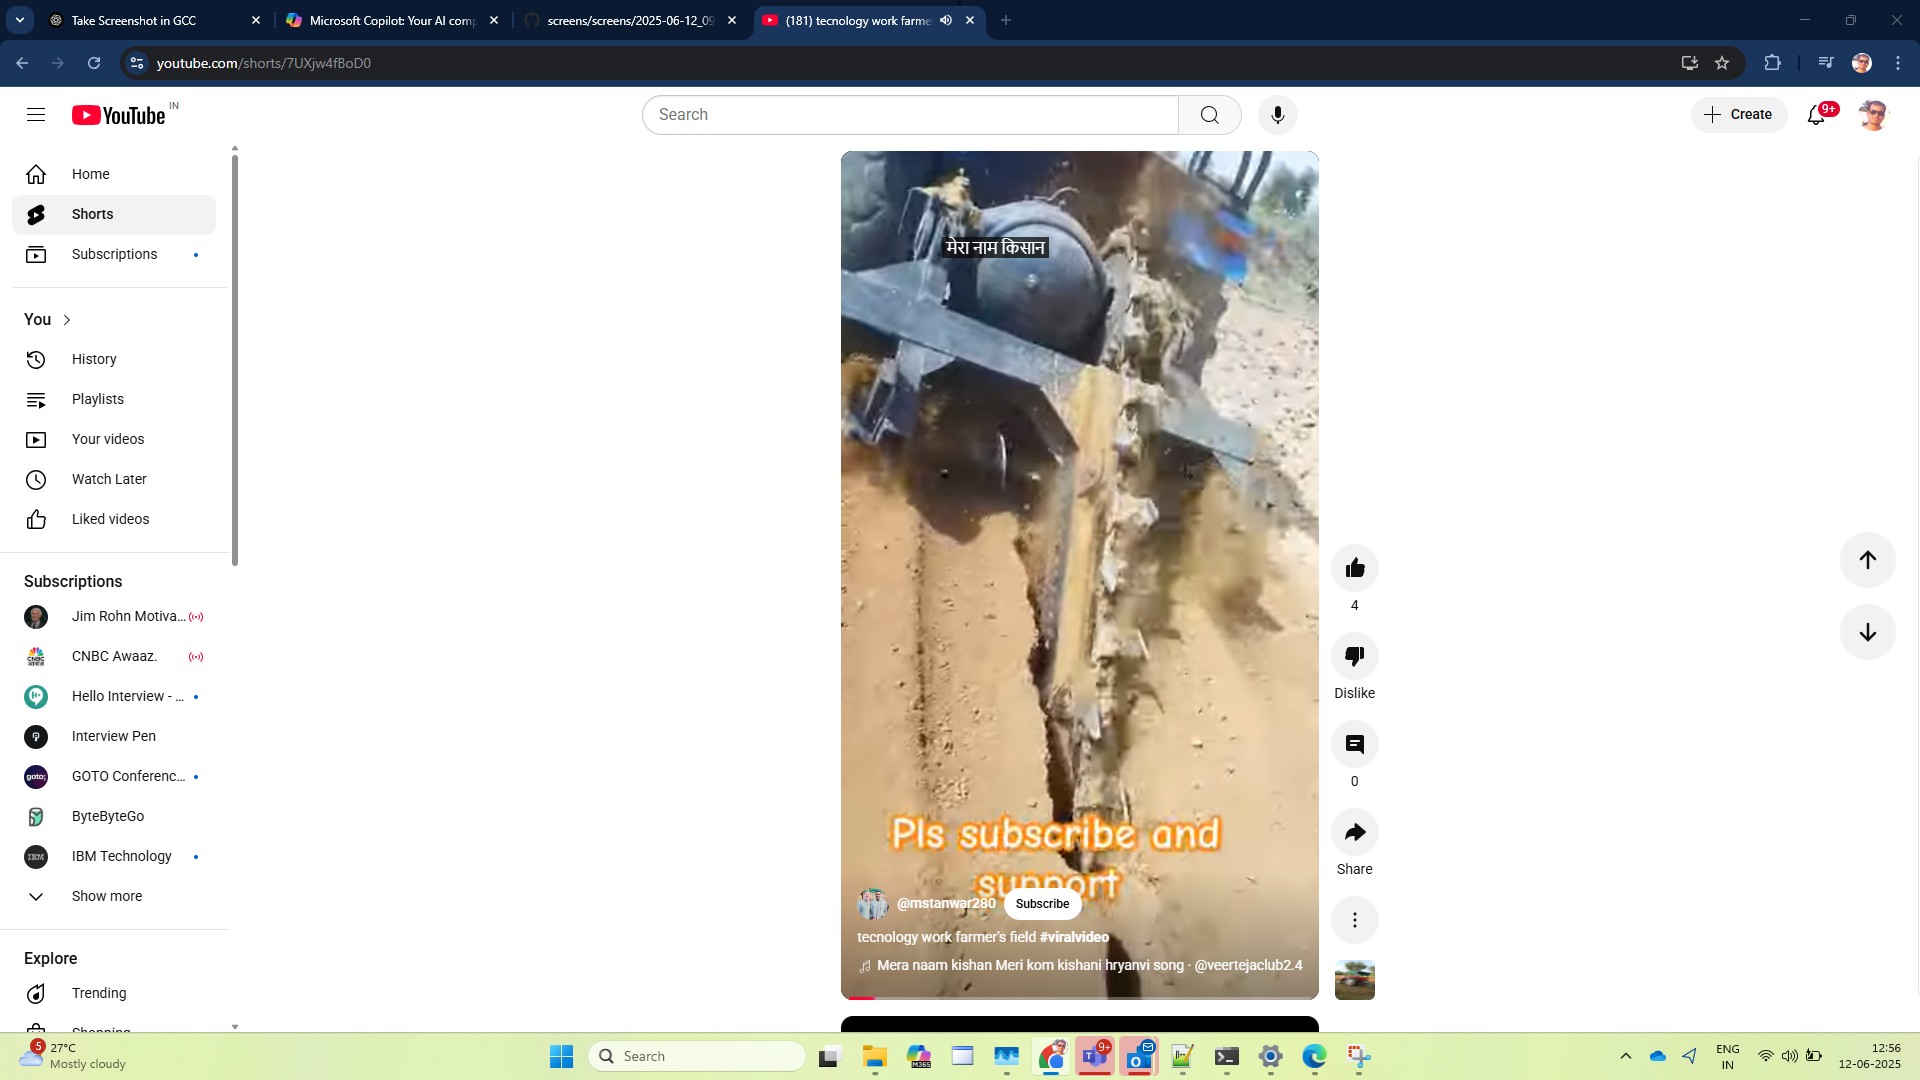 Take Screenshot in GCC
Microsoft Copilot: Your AI comp
screens/screens/2025-06-12_09
(181) tecnology work farme
youtube.com/shorts/7UXjw4fBoD0
YouTube IN
Search
Create
9+
Home
Shorts
Subscriptions
You
History
Playlists
Your videos
Watch Later
Liked videos
Subscriptions
Jim Rohn Motiva...
CNBC Awaaz.
Hello Interview - ...
Interview Pen
GOTO Conferenc...
ByteByteGo
IBM Technology
Show more
Explore
Trending
Shopping
मेरा नाम किसान
Pls subscribe and
support
@mstanwar280 Subscribe
tecnology work farmer's field #viralvideo
Mera naam kishan Meri kom kishani hryanvi song · @veertejaclub2.4
4
Dislike
0
Share
5
27°C
Mostly cloudy
Search
M365
9+
ENG
IN
12:56
12-06-2025